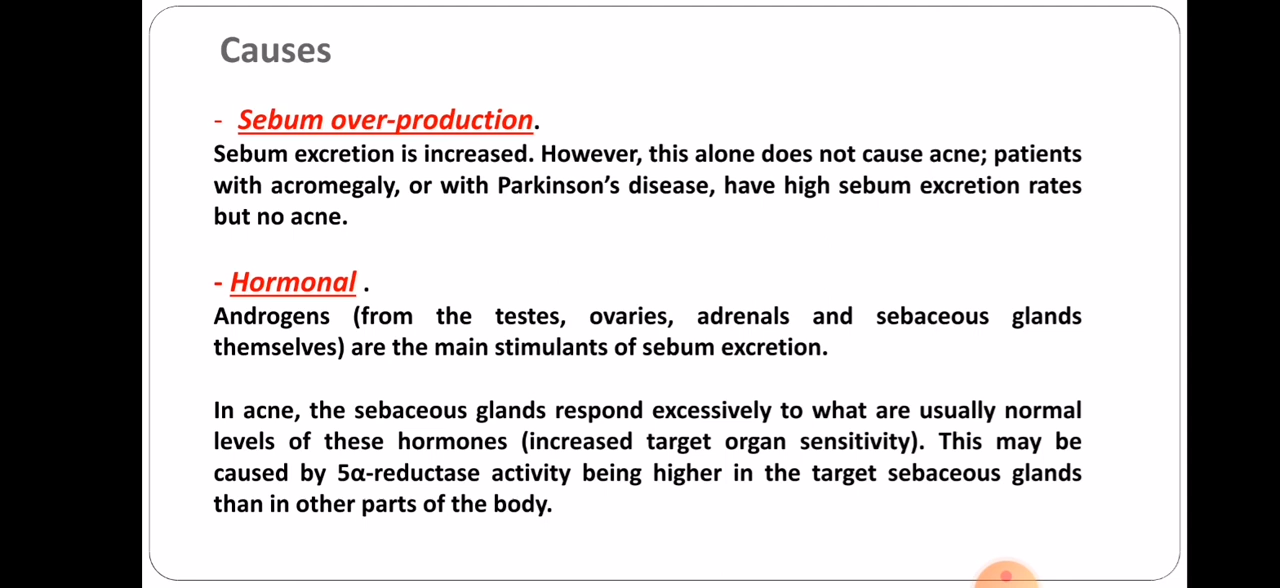 Causes
- Sebum over-production.
Sebum excretion is increased. However, this alone does not cause acne; patients
with acromegaly, or with Parkinson’s disease, have high sebum excretion rates
but no acne.
- Hormonal .
Androgens (from the testes, ovaries, adrenals and sebaceous glands
themselves) are the main stimulants of sebum excretion.
In acne, the sebaceous glands respond excessively to what are usually normal
levels of these hormones (increased target organ sensitivity). This may be
caused by 5α-reductase activity being higher in the target sebaceous glands
than in other parts of the body.